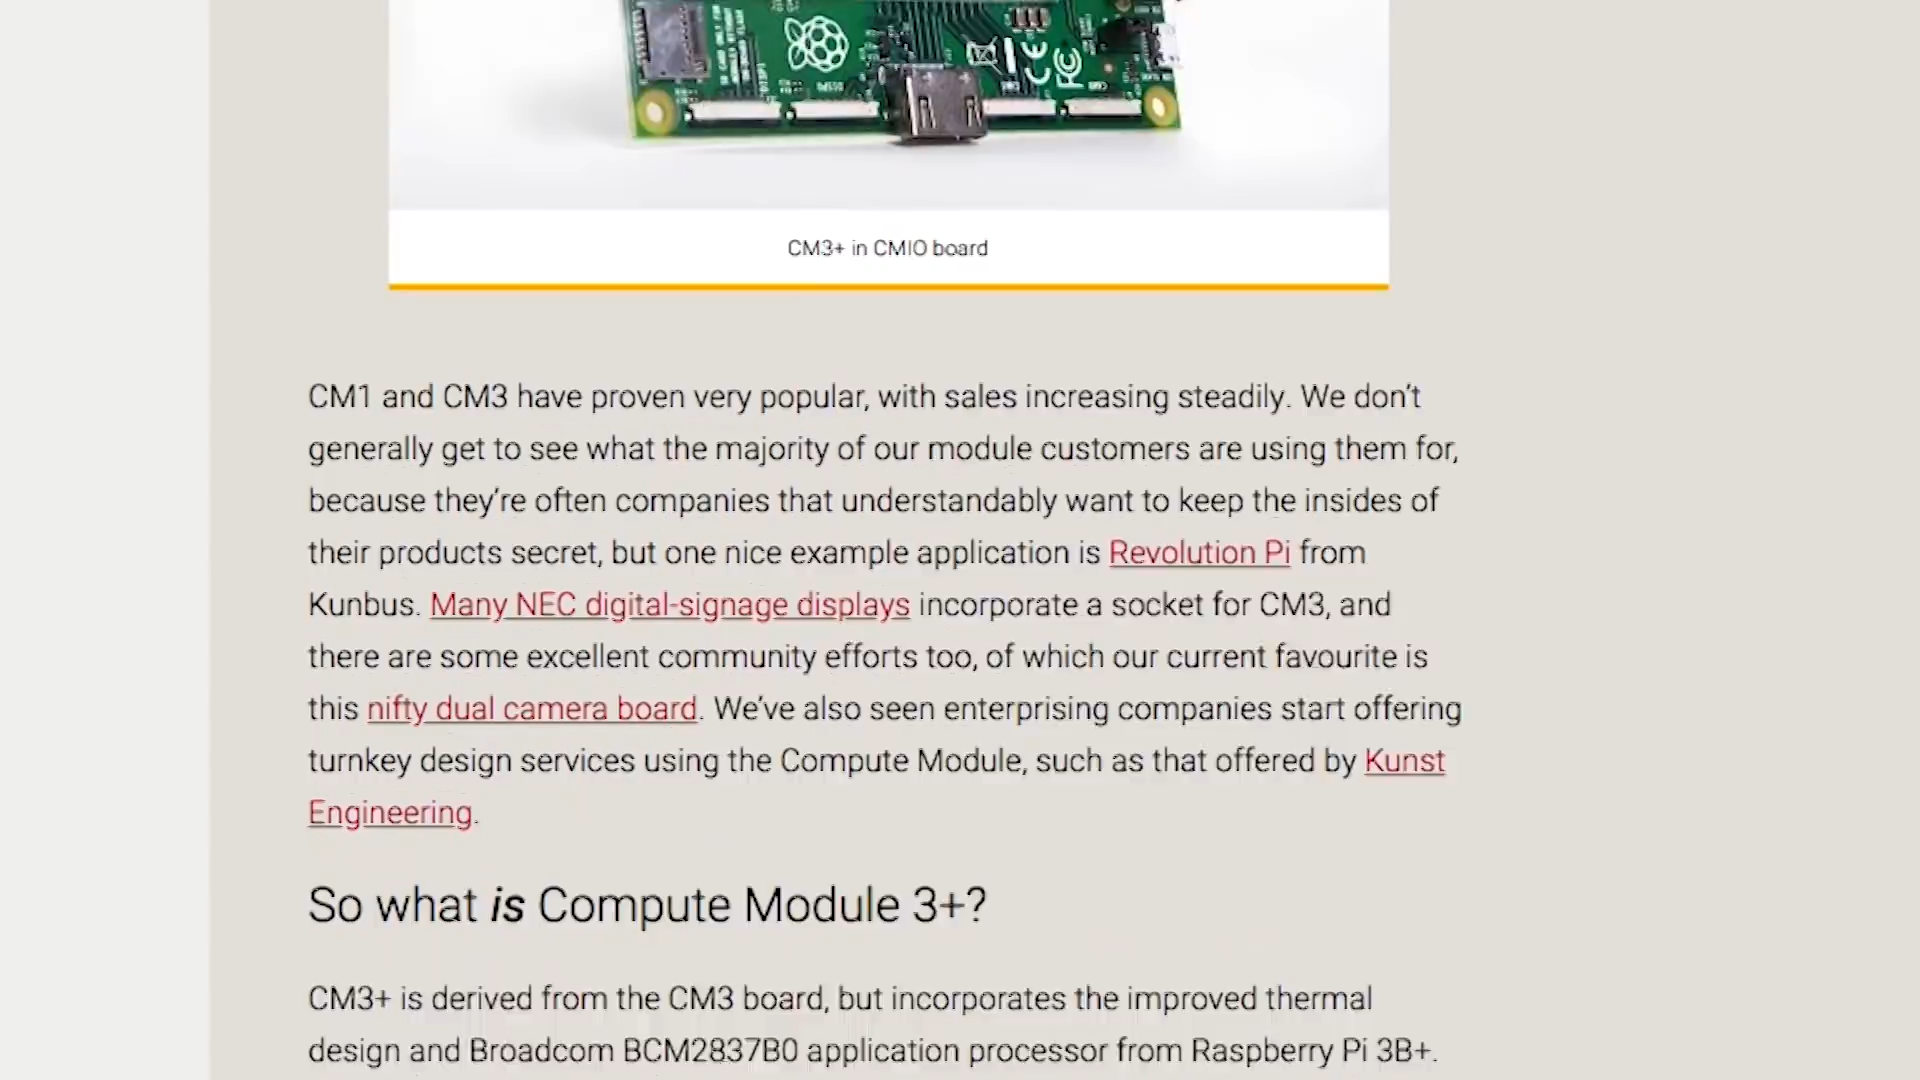 CM3+ in CMIO board
CM1 and CM3 have proven very popular, with sales increasing steadily. We don’t
generally get to see what the majority of our module customers are using them for,
because they’re often companies that understandably want to keep the insides of
their products secret, but one nice example application is Revolution Pi from
Kunbus. Many NEC digital-signage displays incorporate a socket for CM3, and
there are some excellent community efforts too, of which our current favourite is
this nifty dual camera board. We’ve also seen enterprising companies start offering
turnkey design services using the Compute Module, such as that offered by Kunst
Engineering.
So what is Compute Module 3+?
CM3+ is derived from the CM3 board, but incorporates the improved thermal
design and Broadcom BCM2837B0 application processor from Raspberry Pi 3B+.